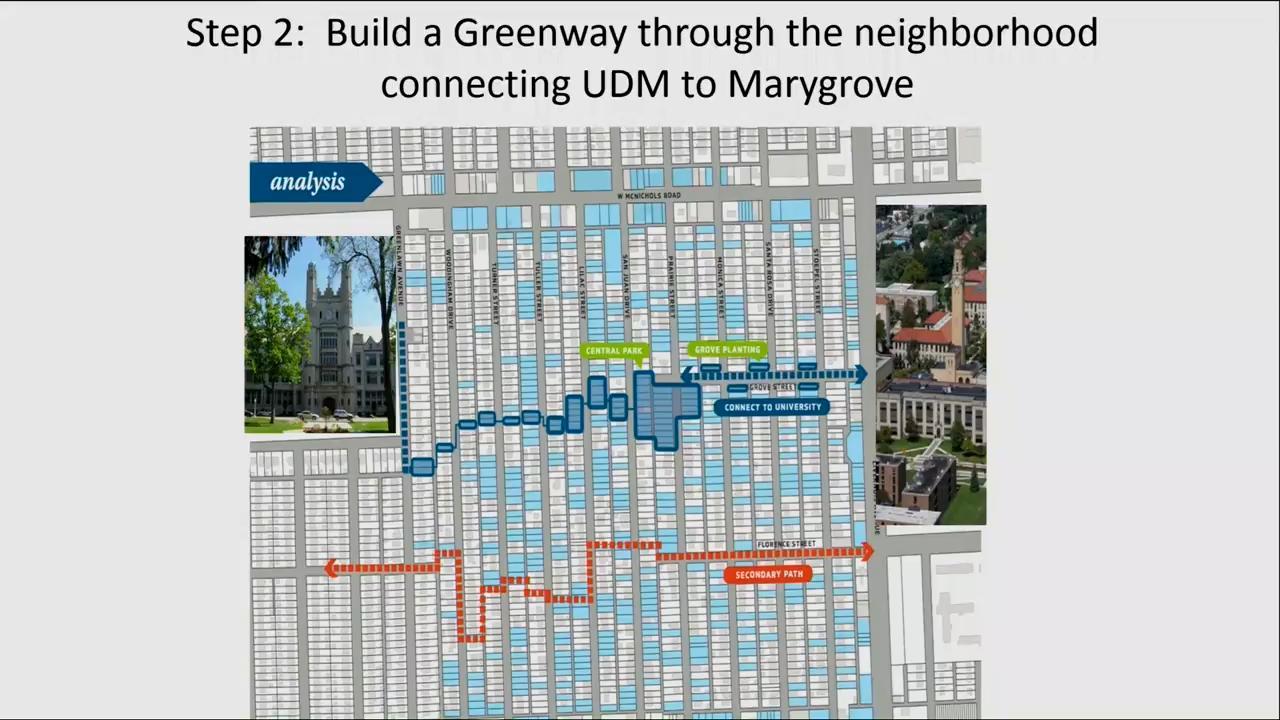 Step 2: Build a Greenway through the neighborhood
connecting UDM to Marygrove
analysis
W MCNICHOLS ROAD
GREENLAWN AVENUE
WOODINGHAM DRIVE
TURNER STREET
TULLER STREET
LILAC STREET
SAN JUAN DRIVE
PRAIRIE STREET
MONICA STREET
SANTA ROSA DRIVE
STOEPEL STREET
CENTRAL PARK
GROVE PLANTING
GROVE STREET
CONNECT TO UNIVERSITY
FLORENCE STREET
SECONDARY PATH